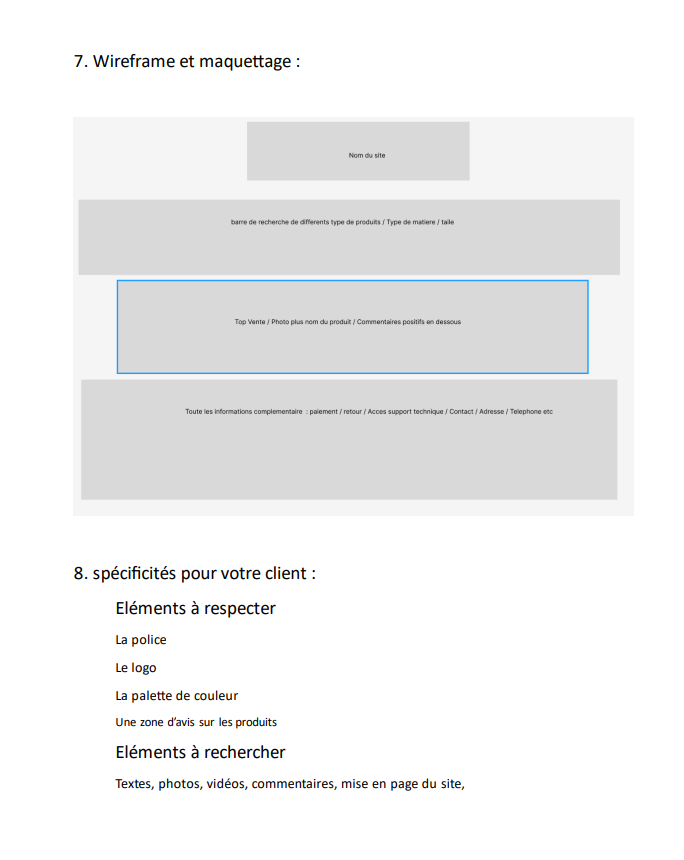 7. Wireframe et maquettage :
Nom du site
barre de recherche de differents type de produits / Type de matiere / taile
Top Vente / Photo plus nom du produit / Commentaires positifs en dessous
Toute les informations complementaire : paiement / retour / Acces support technique / Contact / Adresse / Telephone etc
8. spécificités pour votre client :
Eléments à respecter
La police
Le logo
La palette de couleur
Une zone d’avis sur les produits
Eléments à rechercher
Textes, photos, vidéos, commentaires, mise en page du site,